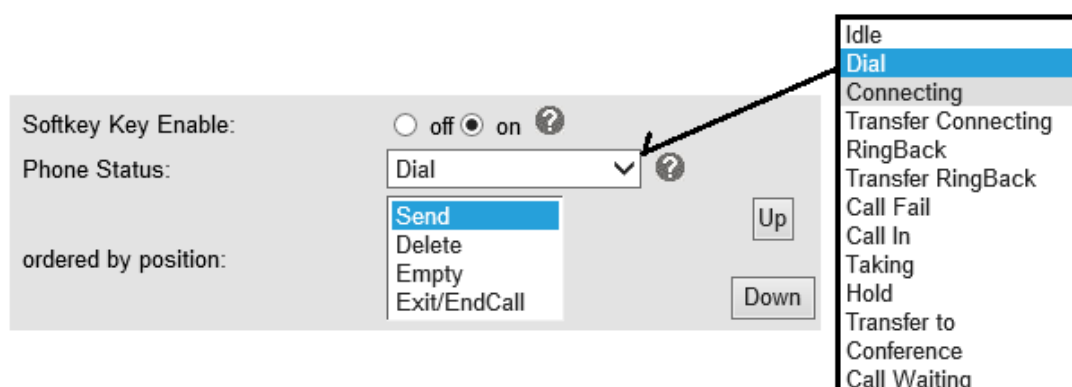 Softkey Key Enable: off on ?
Phone Status: Dial ?
ordered by position:
Send
Delete
Empty
Exit/EndCall
Up
Down
Idle
Dial
Connecting
Transfer Connecting
RingBack
Transfer RingBack
Call Fail
Call In
Taking
Hold
Transfer to
Conference
Call Waiting